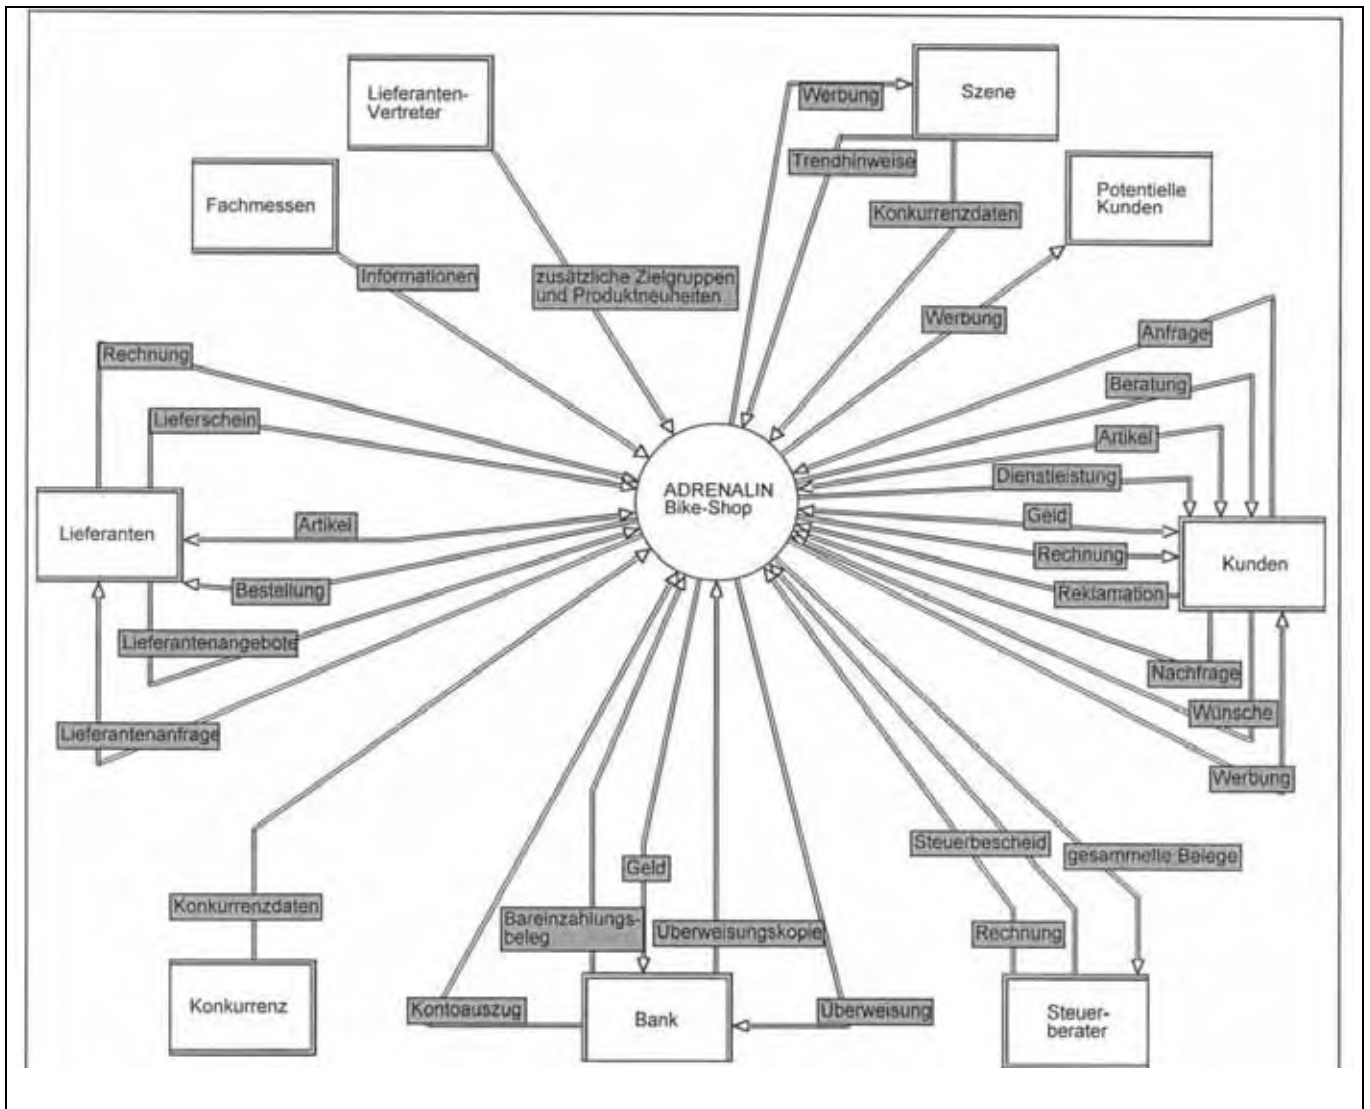 Lieferanten-
Vertreter
Werbung
Szene
Fachmessen
Trendhinweise
Potentielle
Kunden
Konkurrenzdaten
Informationen
zusätzliche Zielgruppen
und Produktneuheiten
Werbung
Anfrage
Rechnung
Beratung
Lieferschein
Artikel
Dienstleistung
ADRENALIN
Bike-Shop
Lieferanten
Artikel
Geld
Rechnung
Kunden
Bestellung
Reklamation
Lieferantenangebote
Nachfrage
Wünsche
Lieferantenanfrage
Werbung
Steuerbescheid
gesammelte Belege
Geld
Konkurrenzdaten
Bareinzahlungs-
beleg
Überweisungskopie
Rechnung
Konkurrenz
Kontoauszug
Bank
Überweisung
Steuer-
berater